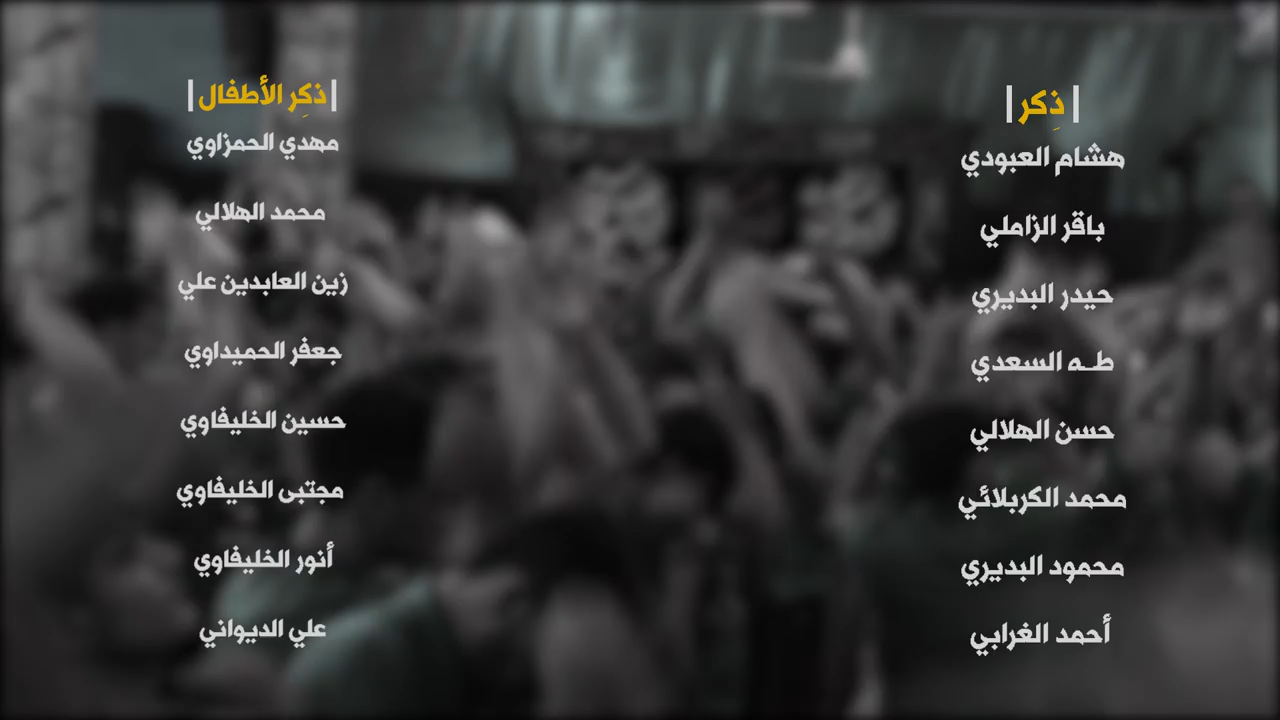 |ذِكر|
هشام العبودي
باقر الزاملي
حيدر البديري
طـه السعدي
حسن الهلالي
محمد الكربلائي
محمود البديري
أحمد الغرابي
|ذكِر الأطفال|
مهدي الحمزاوي
محمد الهلالي
زين العابدين علي
جعفر الحميداوي
حسين الخليفاوي
مجتبى الخليفاوي
أنور الخليفاوي
علي الديواني